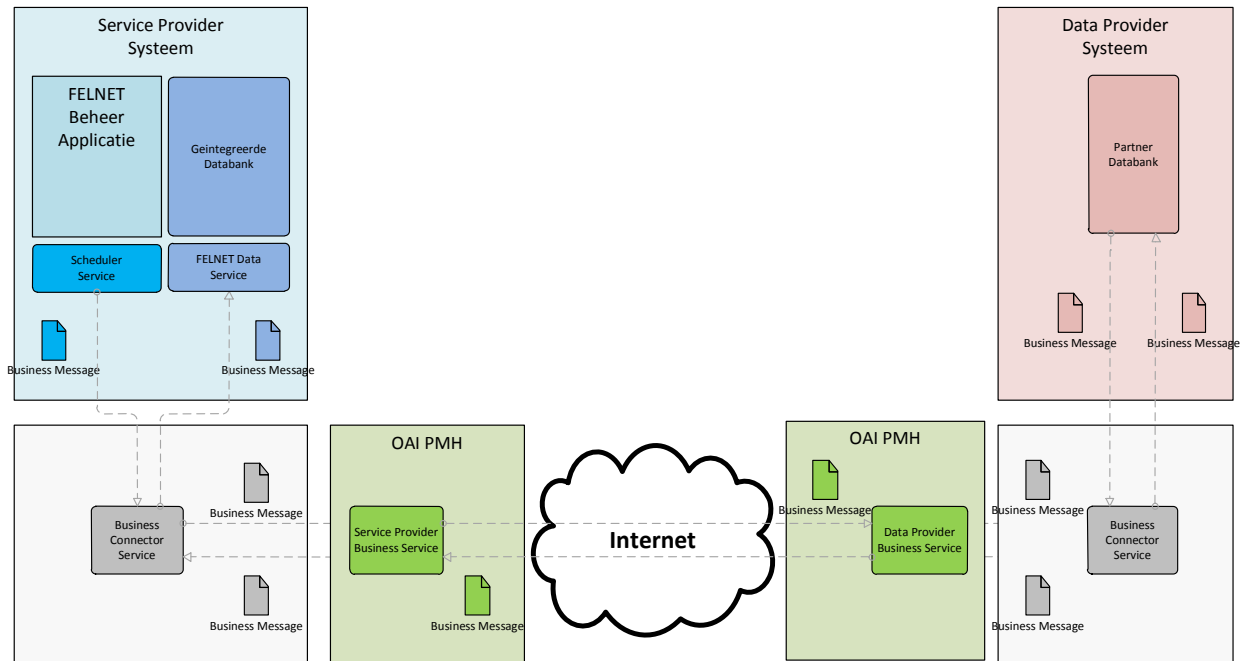 Service Provider
Systeem
FELNET
Beheer
Applicatie
Geintegreerde
Databank
Scheduler
Service
FELNET Data
Service
Business Message
Business Message
Data Provider
Systeem
Partner
Databank
Business Message
Business Message
Business Message
Business
Connector
Service
Business Message
OAI PMH
Service Provider
Business Service
Business Message
Internet
OAI PMH
Business Message
Data Provider
Business Service
Business Message
Business
Connector
Service
Business Message